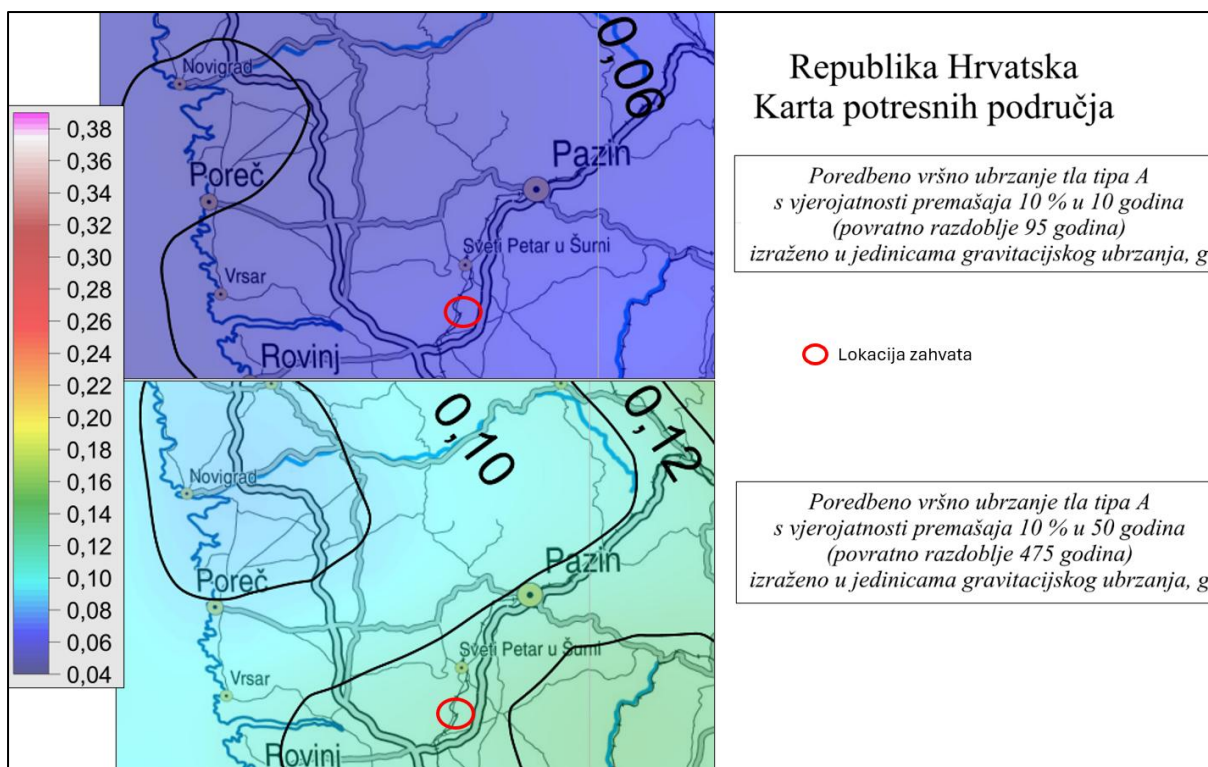 0,06
Novigrad
Pazin
Poreč
Sveti Petar u Šurni
Vrsar
Rovinj
0,38
0,36
0,34
0,32
0,30
0,28
0,26
0,24
0,22
0,20
0,18
0,16
0,14
0,12
0,10
0,08
0,06
0,04
Republika Hrvatska
Karta potresnih područja
Poredbeno vršno ubrzanje tla tipa A
s vjerojatnosti premašaja 10 % u 10 godina
(povratno razdoblje 95 godina)
izraženo u jedinicama gravitacijskog ubrzanja, g
Lokacija zahvata
0,10
0,12
Novigrad
Pazin
Poreč
Sveti Petar u Šurni
Vrsar
Rovinj
Poredbeno vršno ubrzanje tla tipa A
s vjerojatnosti premašaja 10 % u 50 godina
(povratno razdoblje 475 godina)
izraženo u jedinicama gravitacijskog ubrzanja, g